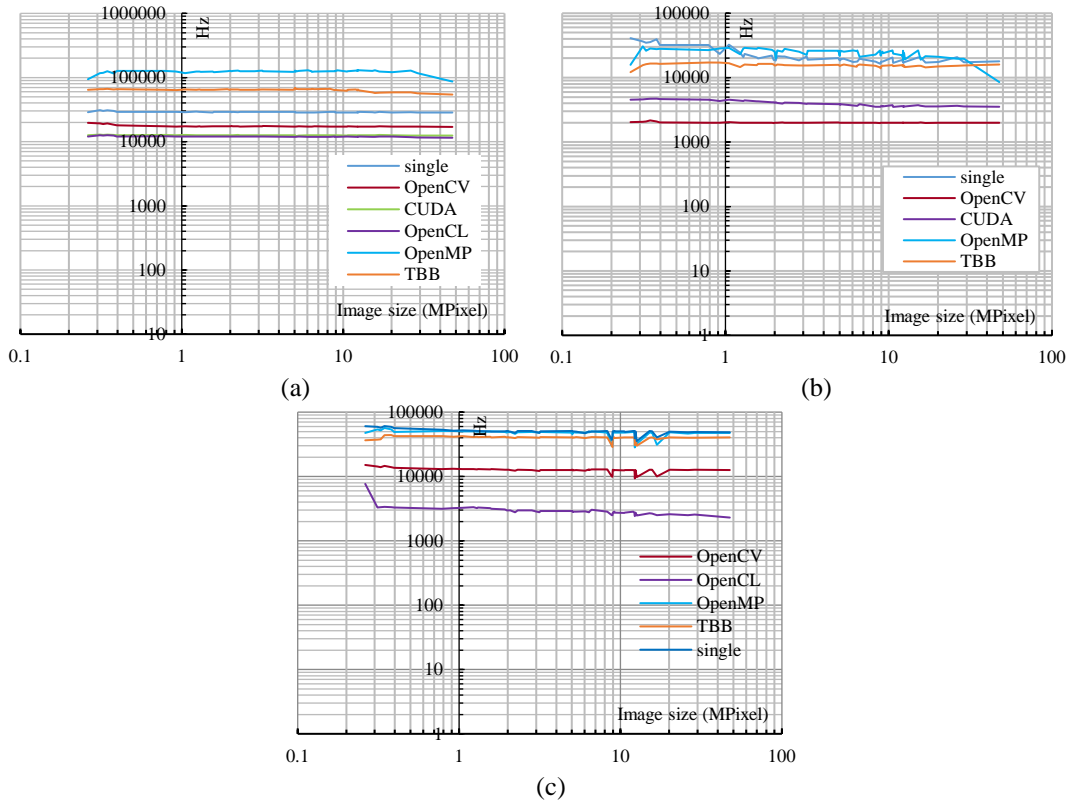 1000000
Hz
100000
10000
1000
100
10
0.1
1
10
100
single
OpenCV
CUDA
OpenCL
OpenMP
TBB
Image size (MPixel)
(a)
100000
Hz
10000
1000
100
10
1
0.1
1
10
100
single
OpenCV
CUDA
OpenMP
TBB
Image size (MPixel)
(b)
100000
Hz
10000
1000
100
10
1
0.1
1
10
100
OpenCV
OpenCL
OpenMP
TBB
single
Image size (MPixel)
(c)